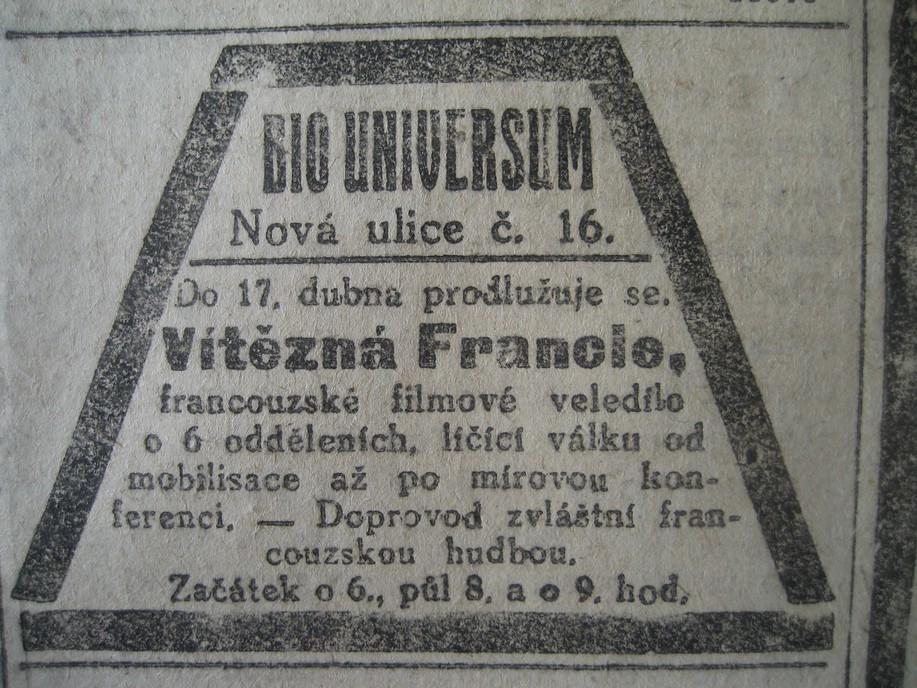 BIO UNIVERSUM
Nová ulice č. 16.
Do 17. dubna prodlužuje se.
Vítězná Francie,
francouzské filmové veledílo
o 6 odděleních, líčící válku od
mobilisace až po mírovou kon-
ferenci. — Doprovod zvláštní fran-
couzskou hudbou.
Začátek o 6., půl 8. a o 9. hod.